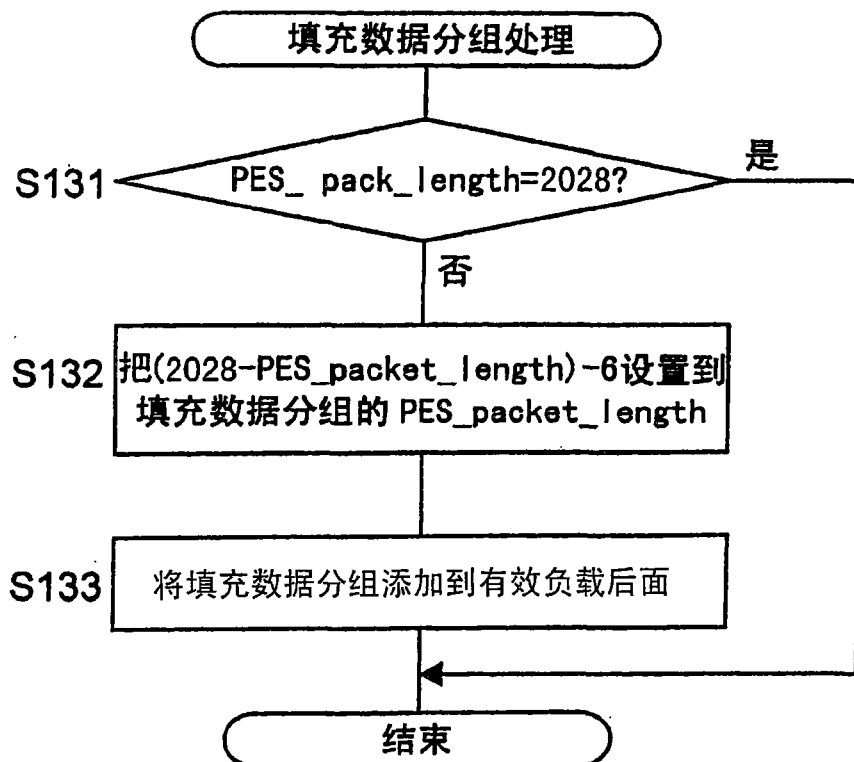 填充数据分组处理
S131
PES_ pack_length=2028?
是
否
S132
把(2028-PES_packet_length)-6设置到
填充数据分组的 PES_packet_length
S133
将填充数据分组添加到有效负载后面
结束